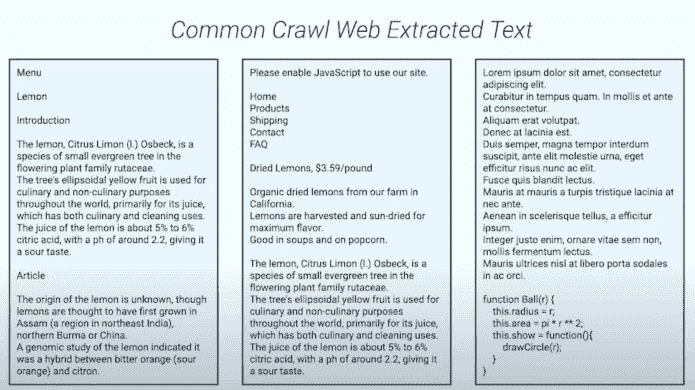 Common Crawl Web Extracted Text
Menu
Lemon
Introduction
The lemon, Citrus Limon (l.) Osbeck, is a
species of small evergreen tree in the
flowering plant family rutaceae.
The tree's ellipsoidal yellow fruit is used for
culinary and non-culinary purposes
throughout the world, primarily for its juice,
which has both culinary and cleaning uses.
The juice of the lemon is about 5% to 6%
citric acid, with a ph of around 2.2, giving it
a sour taste.
Article
The origin of the lemon is unknown, though
lemons are thought to have first grown in
Assam (a region in northeast India),
northern Burma or China.
A genomic study of the lemon indicated it
was a hybrid between bitter orange (sour
orange) and citron.
Please enable JavaScript to use our site.
Home
Products
Shipping
Contact
FAQ
Dried Lemons, $3.59/pound
Organic dried lemons from our farm in
California.
Lemons are harvested and sun-dried for
maximum flavor.
Good in soups and on popcorn.
The lemon, Citrus Limon (l.) Osbeck, is a
species of small evergreen tree in the
flowering plant family rutaceae.
The tree's ellipsoidal yellow fruit is used for
culinary and non-culinary purposes
throughout the world, primarily for its juice,
which has both culinary and cleaning uses.
The juice of the lemon is about 5% to 6%
citric acid, with a ph of around 2.2, giving it
a sour taste.
Lorem ipsum dolor sit amet, consectetur
adipiscing elit.
Curabitur in tempus quam. In mollis et ante
at consectetur.
Aliquam erat volutpat.
Donec at lacinia est.
Duis semper, magna tempor interdum
suscipit, ante elit molestie urna, eget
efficitur risus nunc ac elit.
Fusce quis blandit lectus.
Mauris at mauris a turpis tristique lacinia at
nec ante.
Aenean in scelerisque tellus, a efficitur
ipsum.
Integer justo enim, ornare vitae sem non,
mollis fermentum lectus.
Mauris ultrices nisl at libero porta sodales
in ac orci.
function Ball(r) {
this.radius = r;
this.area = pi * r ** 2;
this.show = function(){
drawCircle(r);
}
}